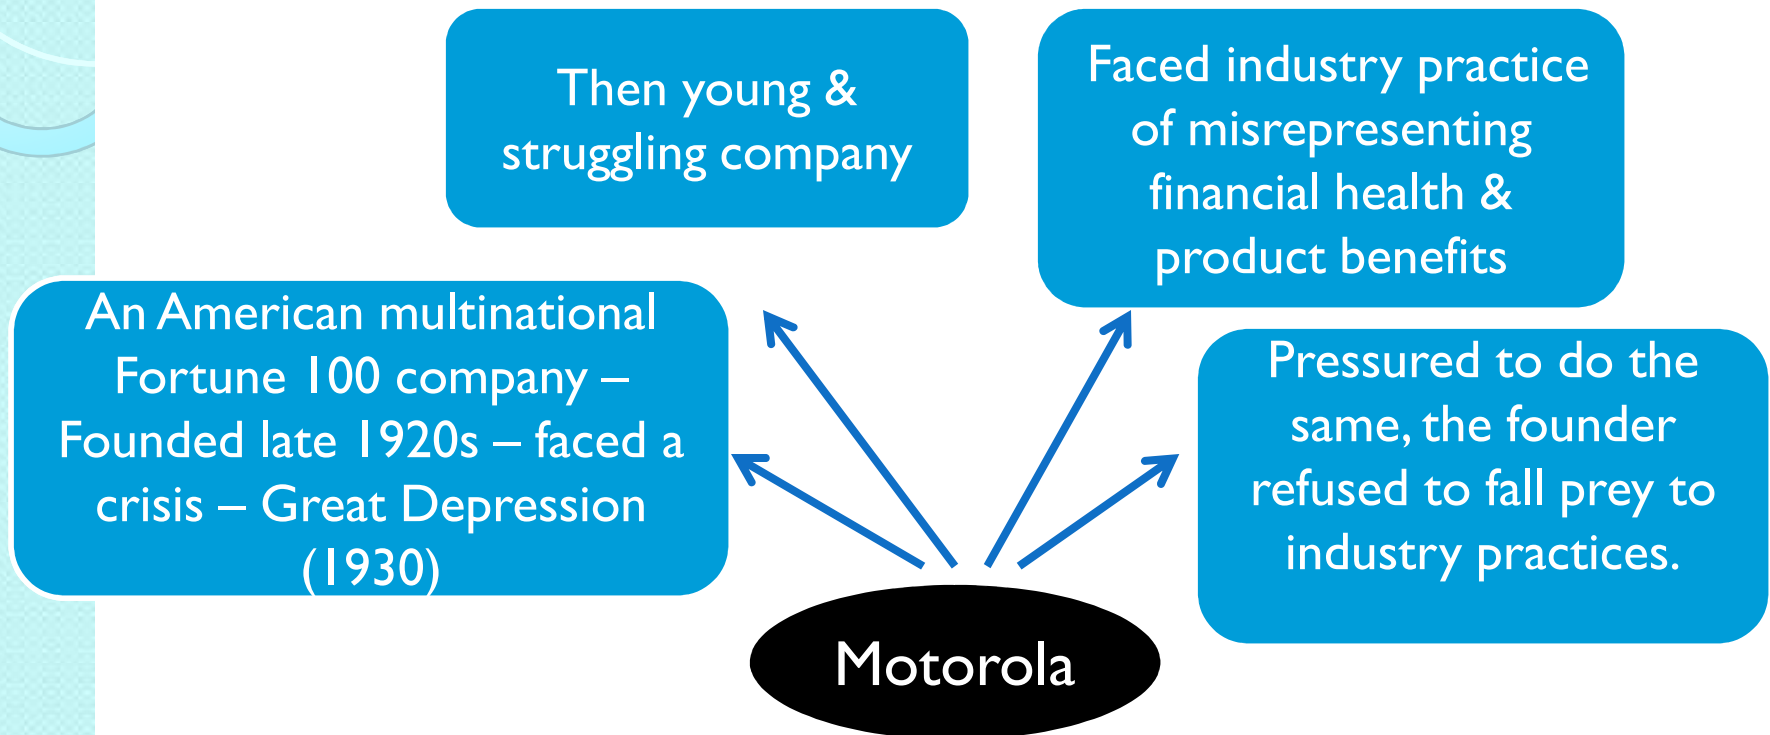 Then young &
struggling company
Faced industry practice
of misrepresenting
financial health &
product benefits
An American multinational
Fortune 100 company –
Founded late 1920s – faced a
crisis – Great Depression
(1930)
Pressured to do the
same, the founder
refused to fall prey to
industry practices.
Motorola